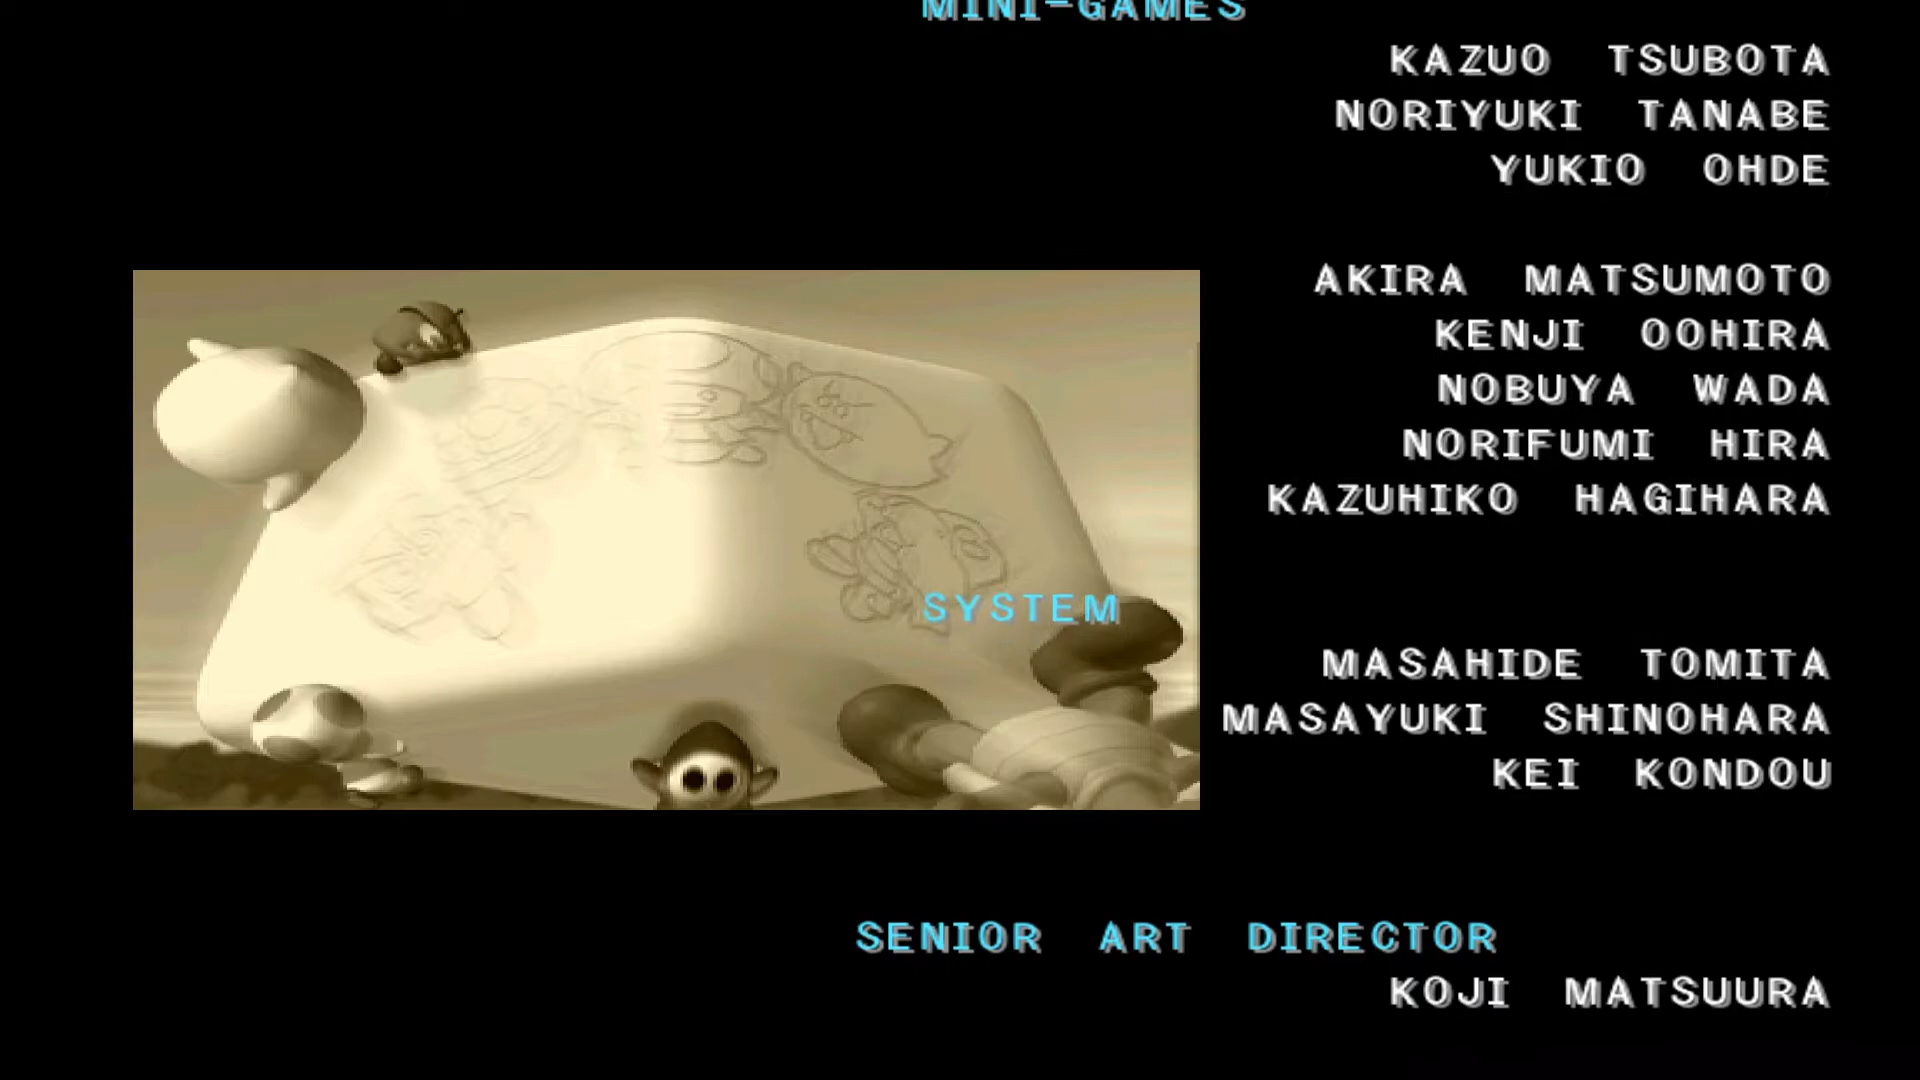 MINI-GAMES
KAZUO TSUBOTA
NORIYUKI TANABE
YUKIO OHDE
AKIRA MATSUMOTO
KENJI OOHIRA
NOBUYA WADA
NORIFUMI HIRA
KAZUHIKO HAGIHARA
SYSTEM
MASAHIDE TOMITA
MASAYUKI SHINOHARA
KEI KONDOU
SENIOR ART DIRECTOR
KOJI MATSUURA